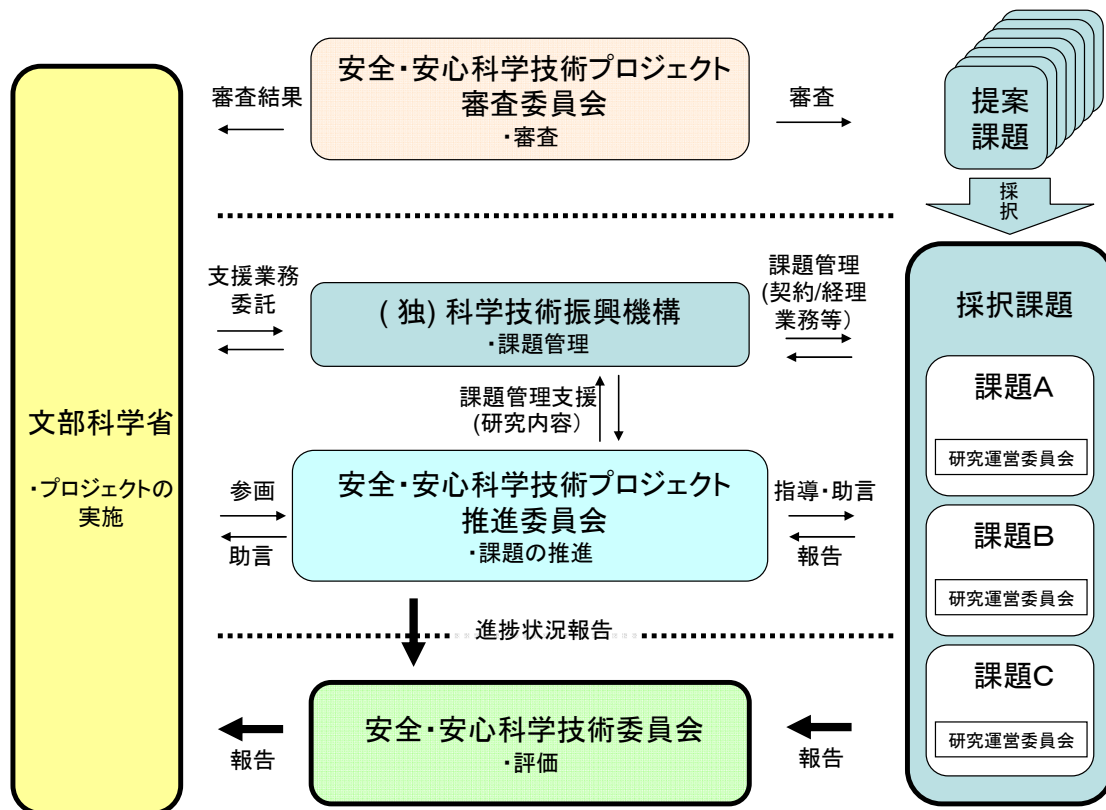 安全・安心科学技術プロジェクト
審査委員会
・審査
審査結果
審査
提案
課題
採択
支援業務
委託
(独)科学技術振興機構
・課題管理
課題管理
(契約/経理
業務等)
採択課題
課題管理支援
(研究内容)
課題A
研究運営委員会
文部科学省
・プロジェクトの
実施
参画
助言
安全・安心科学技術プロジェクト
推進委員会
・課題の推進
指導・助言
報告
課題B
研究運営委員会
進捗状況報告
課題C
研究運営委員会
安全・安心科学技術委員会
・評価
報告
報告